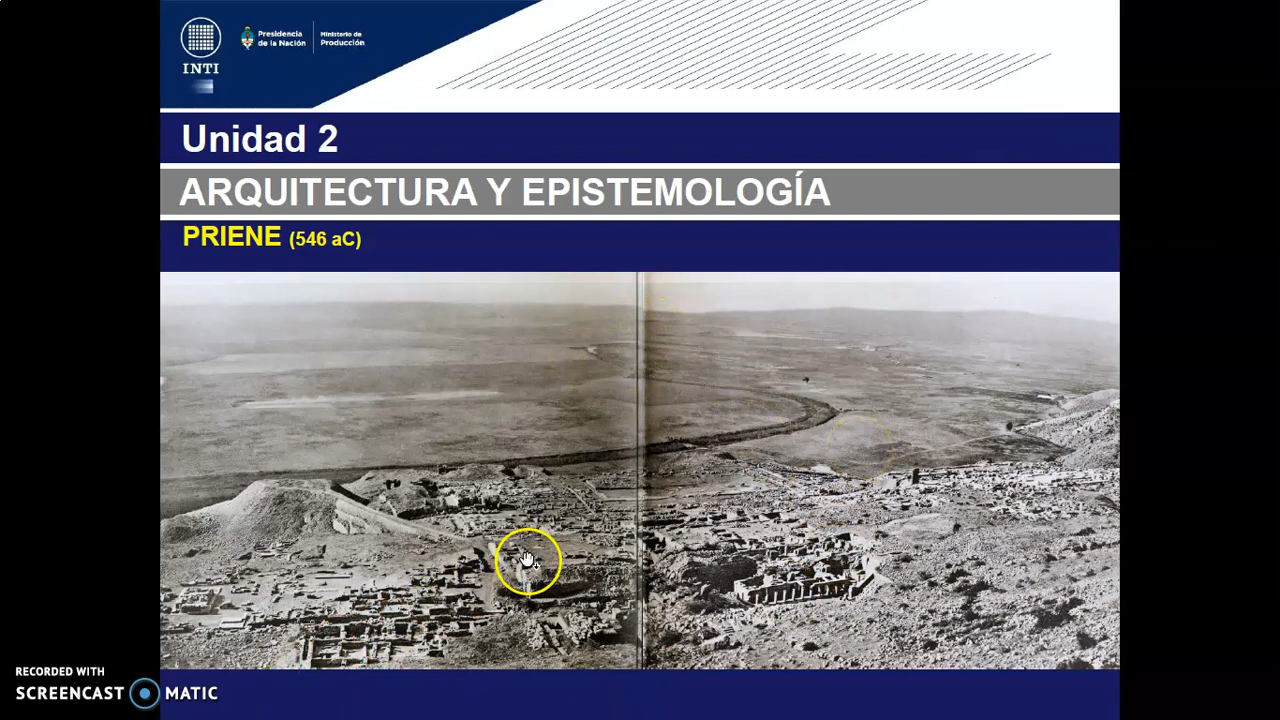 INTI
Presidencia
de la Nación
Ministerio de
Producción
Unidad 2
ARQUITECTURA Y EPISTEMOLOGÍA
PRIENE (546 aC)
RECORDED WITH
SCREENCAST MATIC